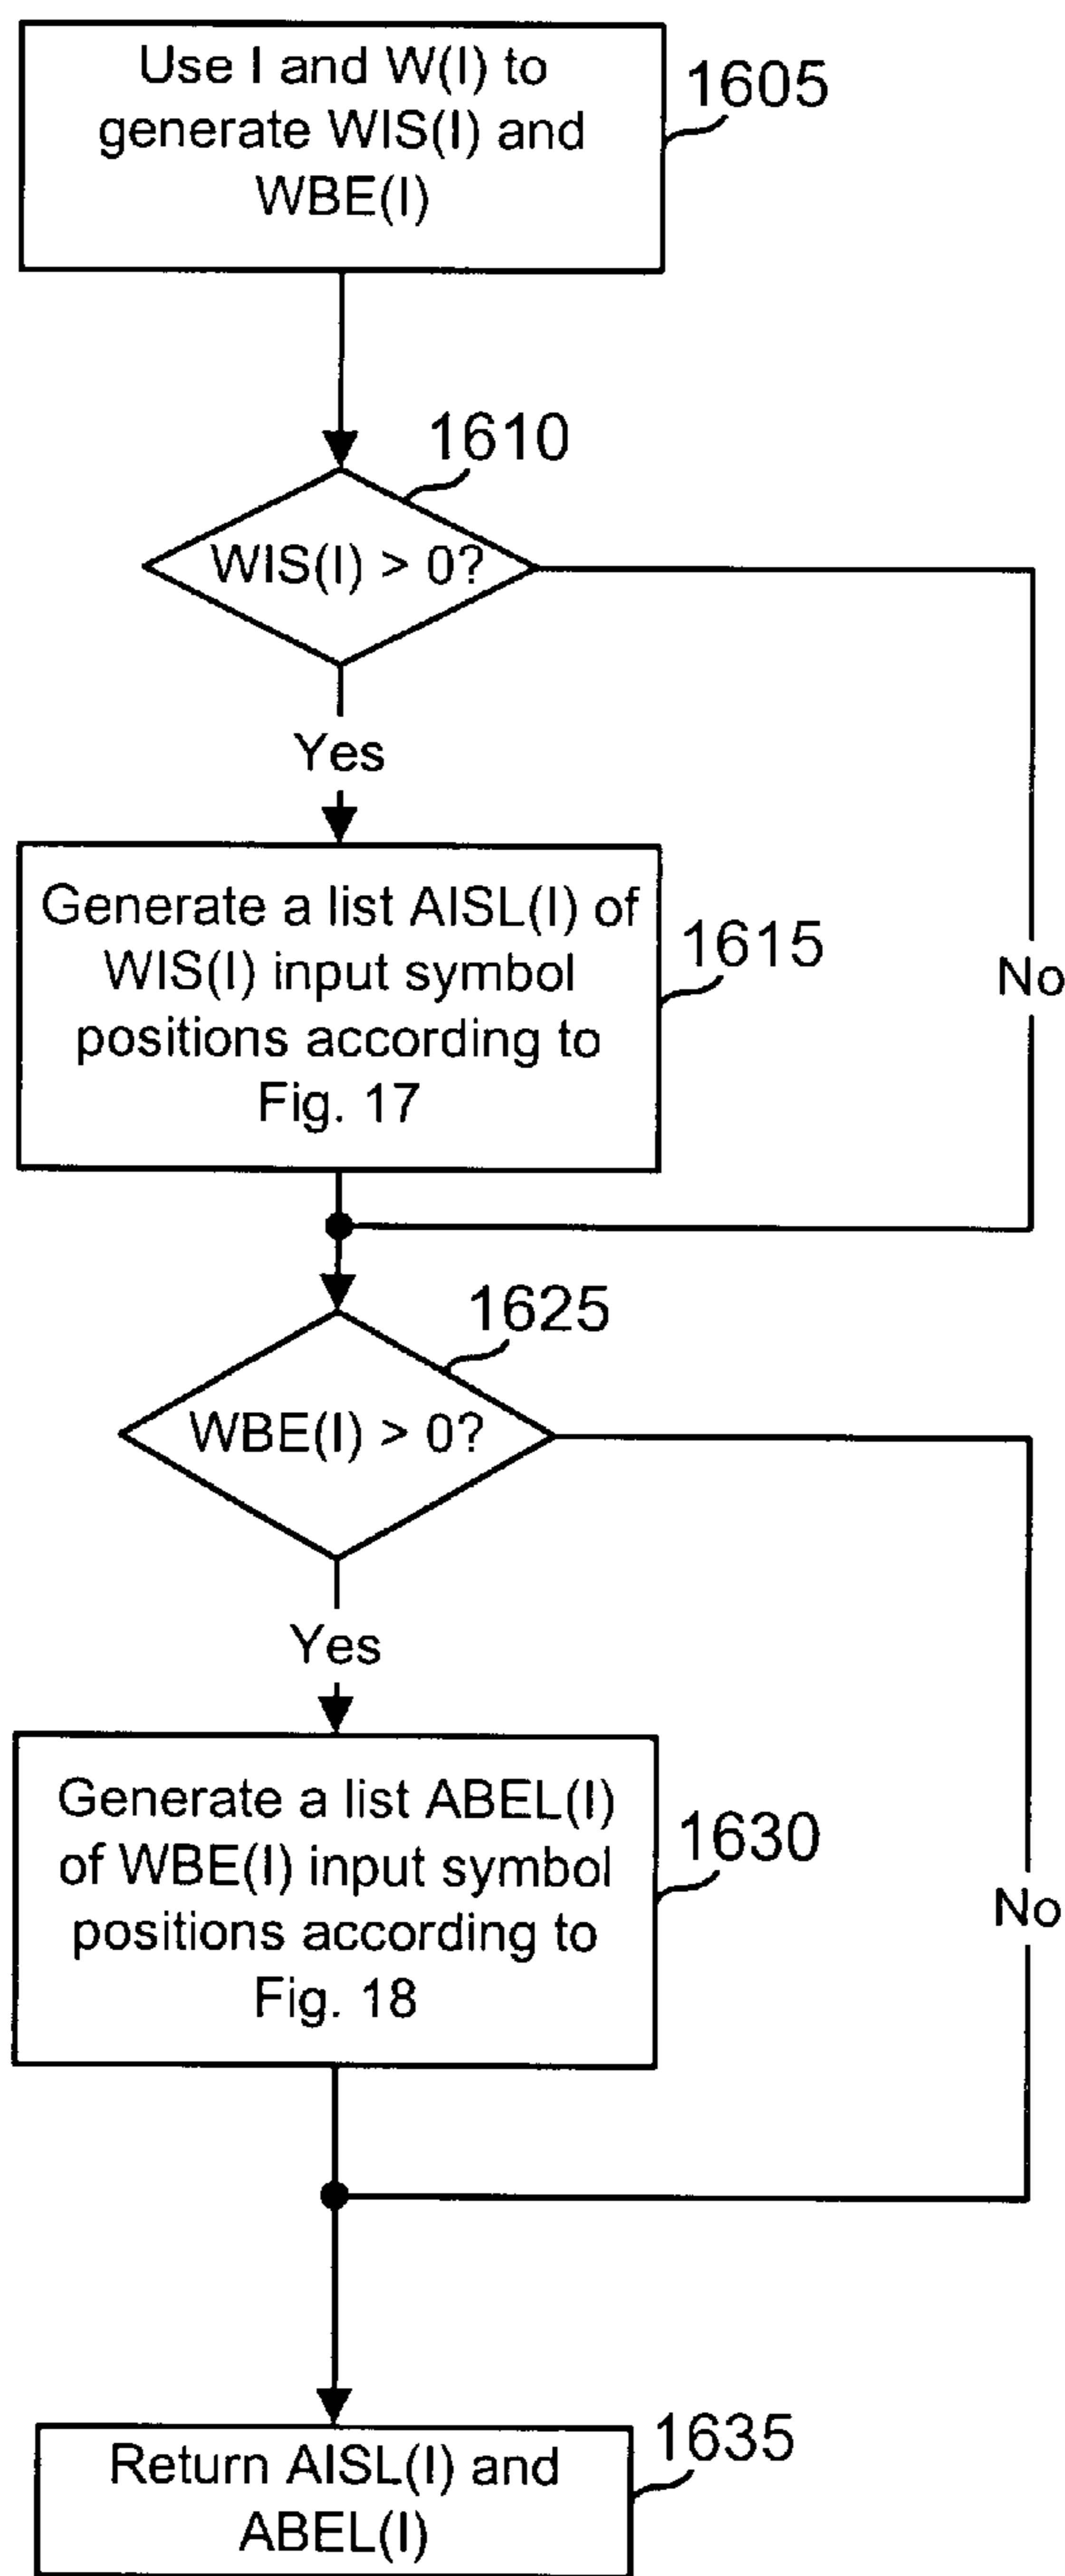 Use I and W(I) to
generate WIS(I) and
WBE(I)
1605
1610
WIS(I) > 0?
Yes
No
Generate a list AISL(I) of
WIS(I) input symbol
positions according to
Fig. 17
1615
1625
WBE(I) > 0?
Yes
No
Generate a list ABEL(I)
of WBE(I) input symbol
positions according to
Fig. 18
1630
Return AISL(I) and
ABEL(I)
1635